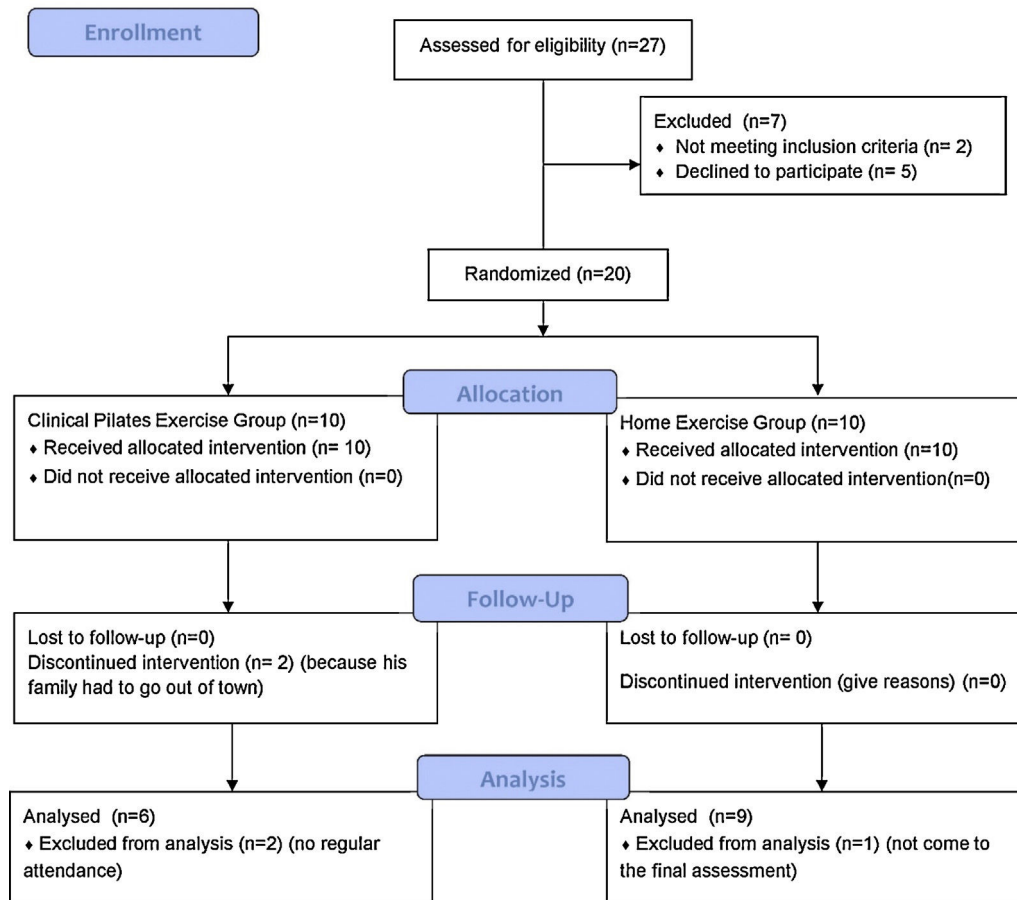 Enrollment
Assessed for eligibility (n=27)
Excluded (n=7)
♦ Not meeting inclusion criteria (n= 2)
♦ Declined to participate (n= 5)
Randomized (n=20)
Allocation
Clinical Pilates Exercise Group (n=10)
♦ Received allocated intervention (n= 10)
♦ Did not receive allocated intervention (n=0)
Home Exercise Group (n=10)
♦ Received allocated intervention (n=10)
♦ Did not receive allocated intervention(n=0)
Follow-Up
Lost to follow-up (n=0)
Discontinued intervention (n= 2) (because his
family had to go out of town)
Lost to follow-up (n= 0)
Discontinued intervention (give reasons) (n=0)
Analysis
Analysed (n=6)
♦ Excluded from analysis (n=2) (no regular
attendance)
Analysed (n=9)
♦ Excluded from analysis (n=1) (not come to
the final assessment)